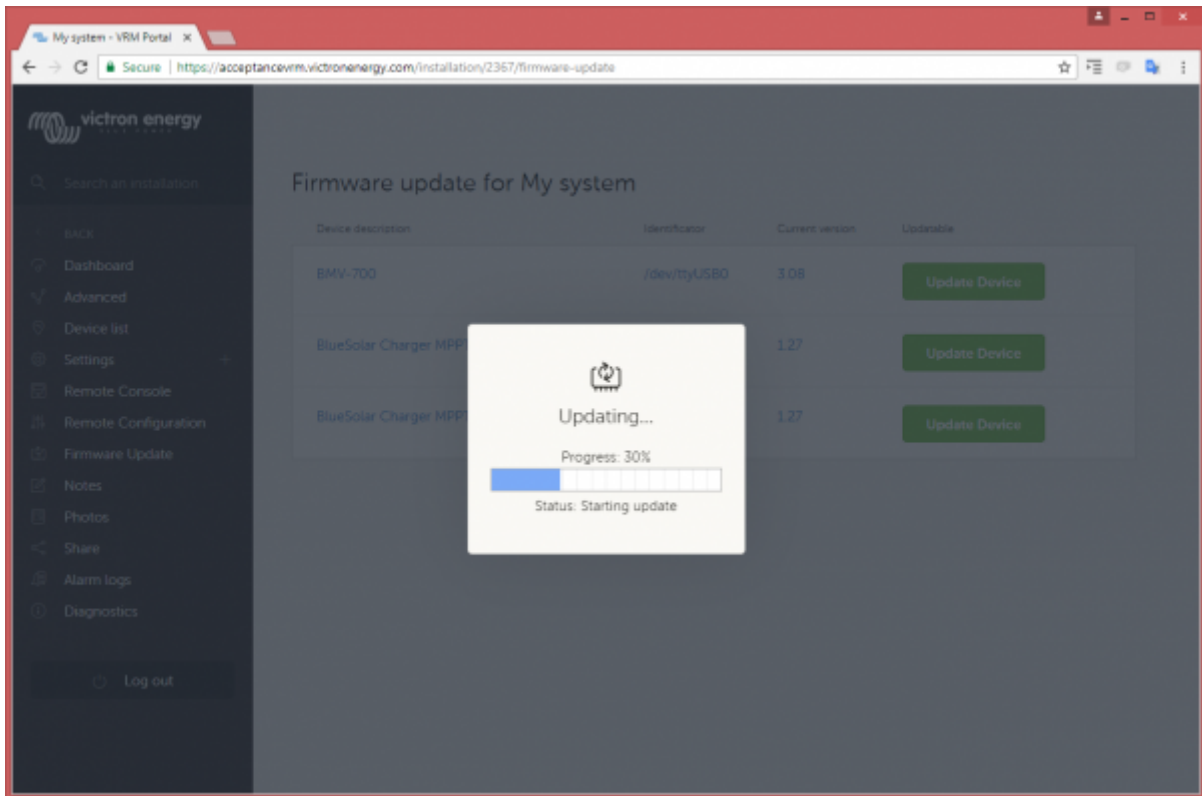 My system - VRM Portal
Secure | https://acceptancevrm.victronenergy.com/installation/2367/firmware-update
victron energy
BLUE POWER
Search an installation
BACK
Dashboard
Advanced
Device list
Settings
Remote Console
Remote Configuration
Firmware Update
Notes
Photos
Share
Alarm logs
Diagnostics
Log out
Firmware update for My system
Device description Identificator Current version Updatable
BMV-700 /dev/ttyUSB0 3.08 Update Device
BlueSolar Charger MPPT 1.27 Update Device
BlueSolar Charger MPPT 1.27 Update Device
Updating...
Progress: 30%
Status: Starting update